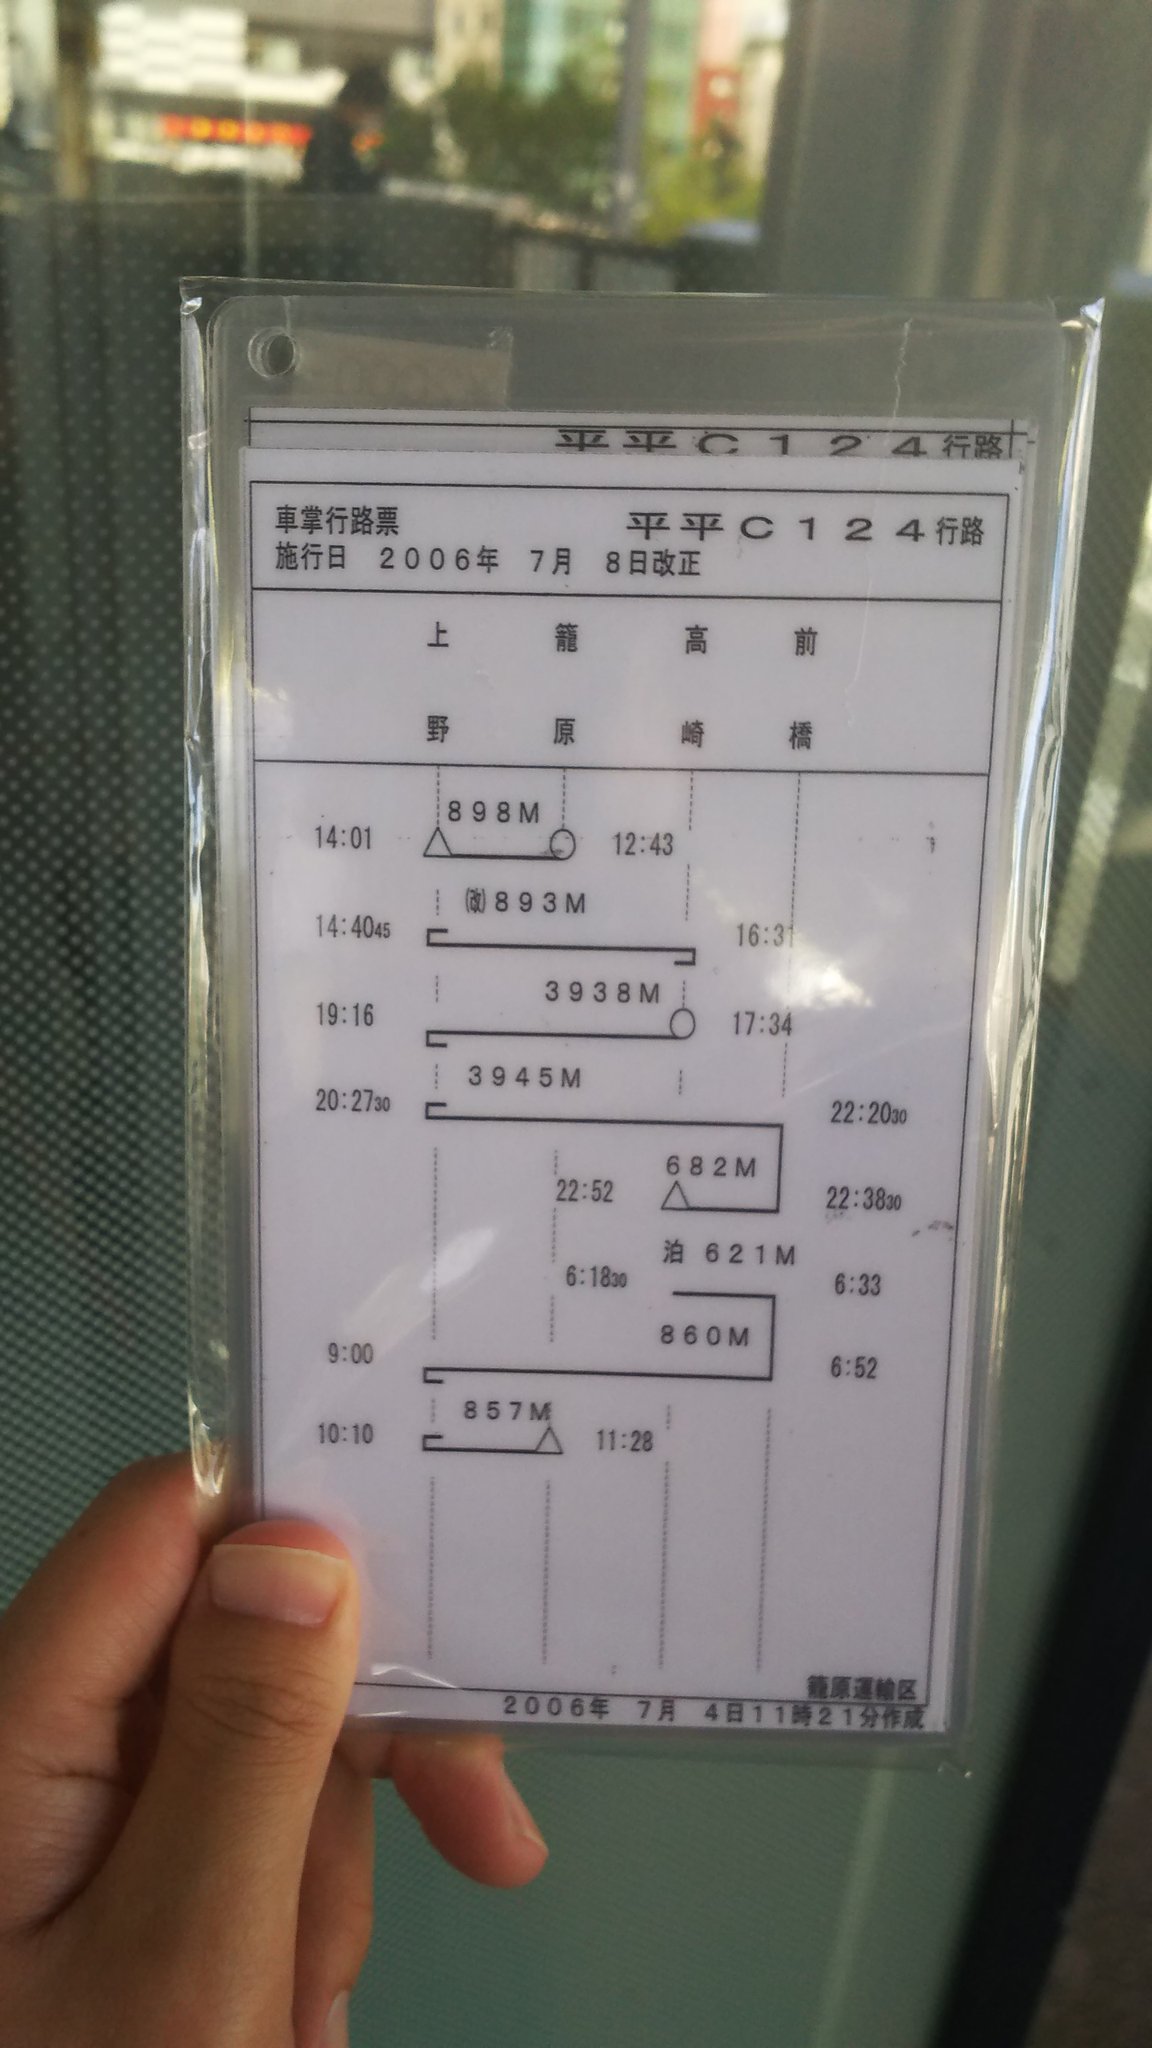 平平C124行路
車掌行路票 平平C124行路
施行日 2006年 7月 8日改正
上野 籠原 高崎 前橋
898M
14:01 12:43
㋐893M
14:4045 16:31
3938M
19:16 17:34
3945M
20:2730 22:2030
682M
22:52 22:3830
泊 621M
6:1830 6:33
860M
9:00 6:52
857M
10:10 11:28
籠原運輸区
2006年 7月 4日11時21分作成